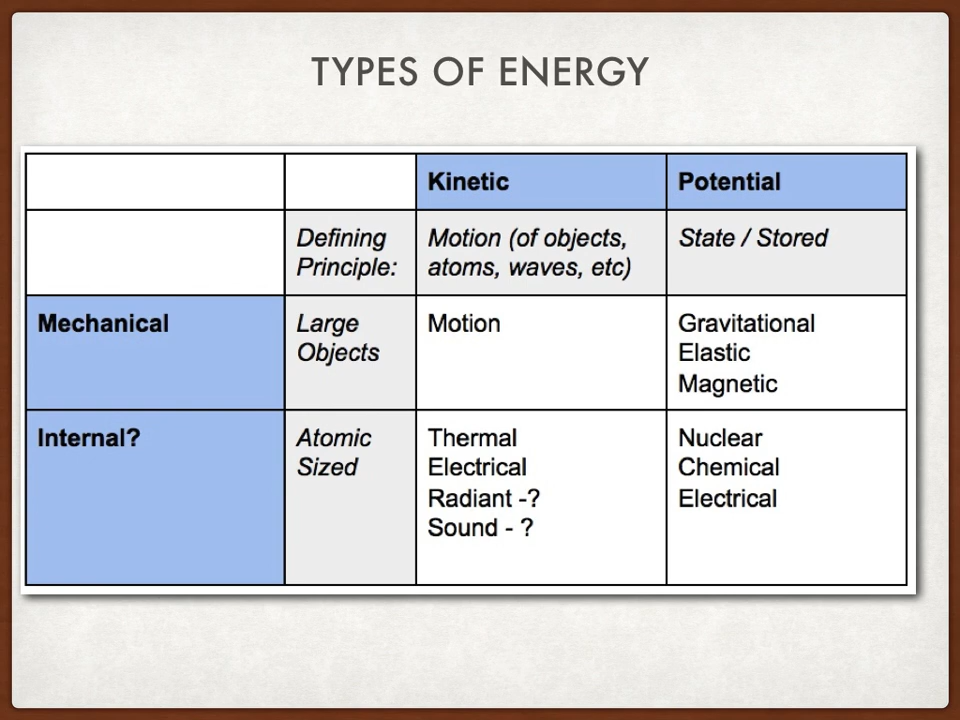 TYPES OF ENERGY
Kinetic
Potential
Defining
Principle:
Motion (of objects,
atoms, waves, etc)
State / Stored
Mechanical
Large
Objects
Motion
Gravitational
Elastic
Magnetic
Internal?
Atomic
Sized
Thermal
Electrical
Radiant -?
Sound - ?
Nuclear
Chemical
Electrical